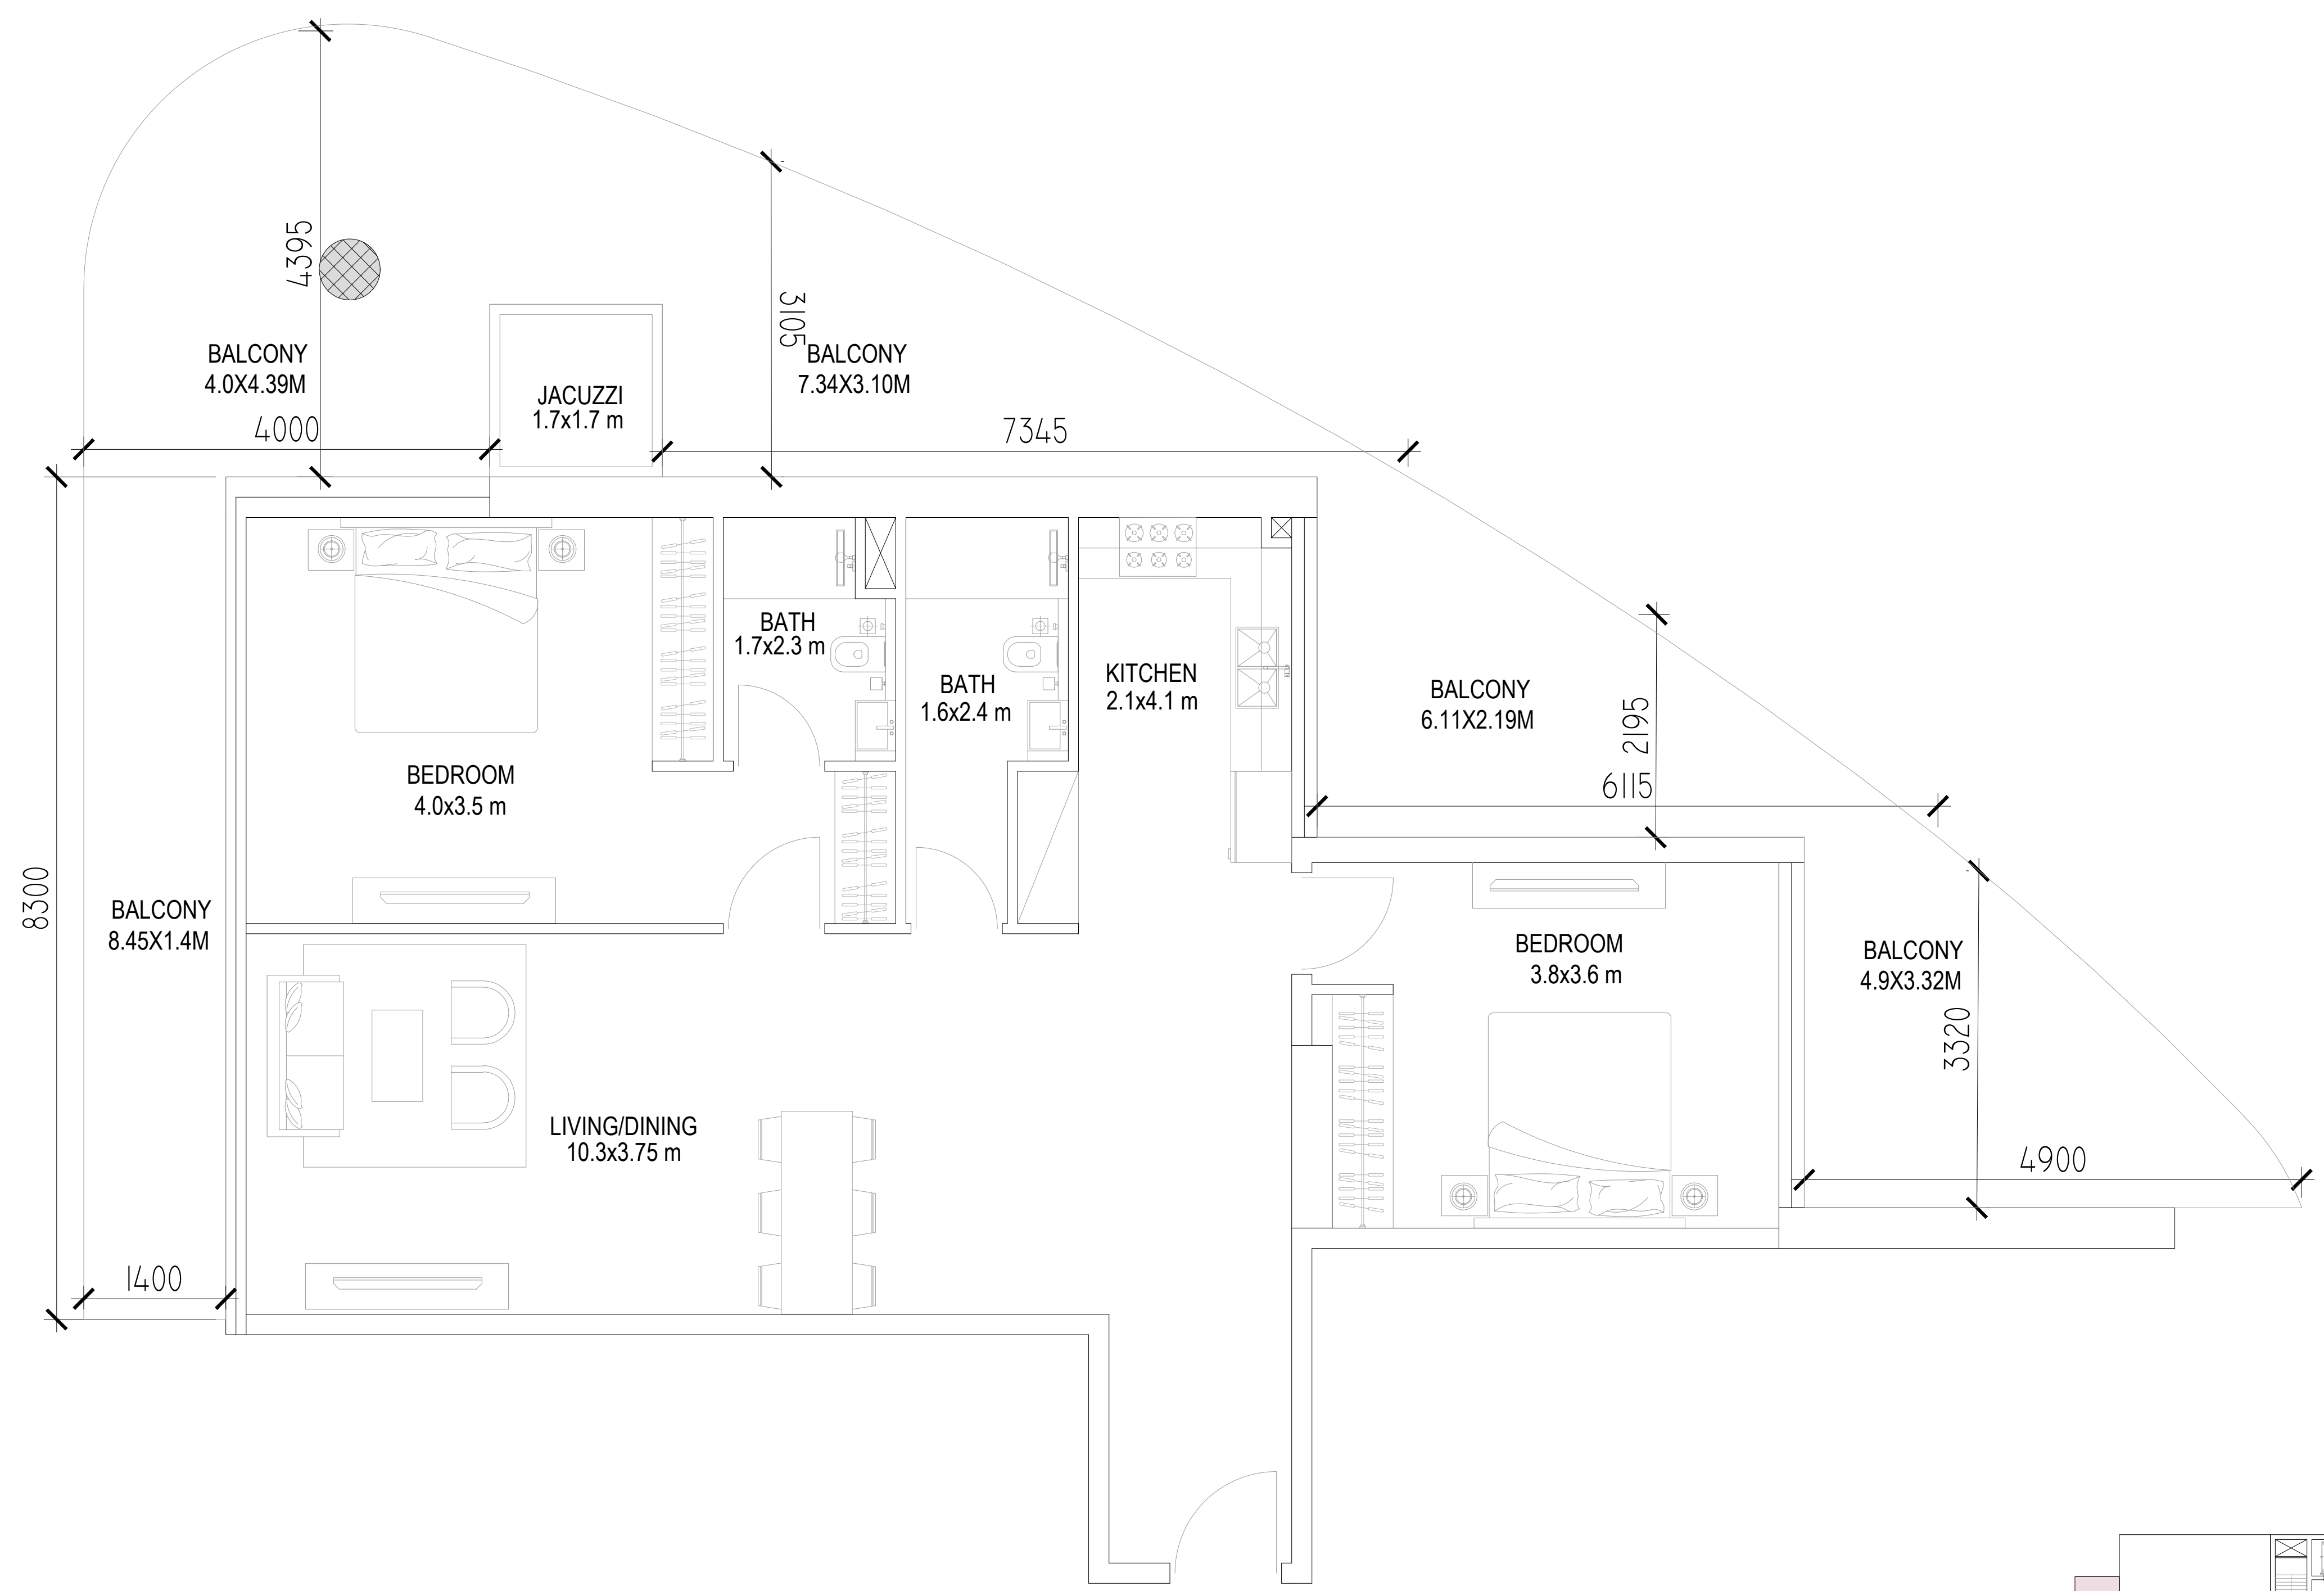 4395
3105
BALCONY
4.0X4.39M
BALCONY
7.34X3.10M
JACUZZI
1.7x1.7 m
4000
7345
BATH
1.7x2.3 m
BATH
1.6x2.4 m
KITCHEN
2.1x4.1 m
BALCONY
6.11X2.19M
2195
6115
BEDROOM
4.0x3.5 m
8300
BALCONY
8.45X1.4M
BEDROOM
3.8x3.6 m
BALCONY
4.9X3.32M
3320
LIVING/DINING
10.3x3.75 m
4900
1400